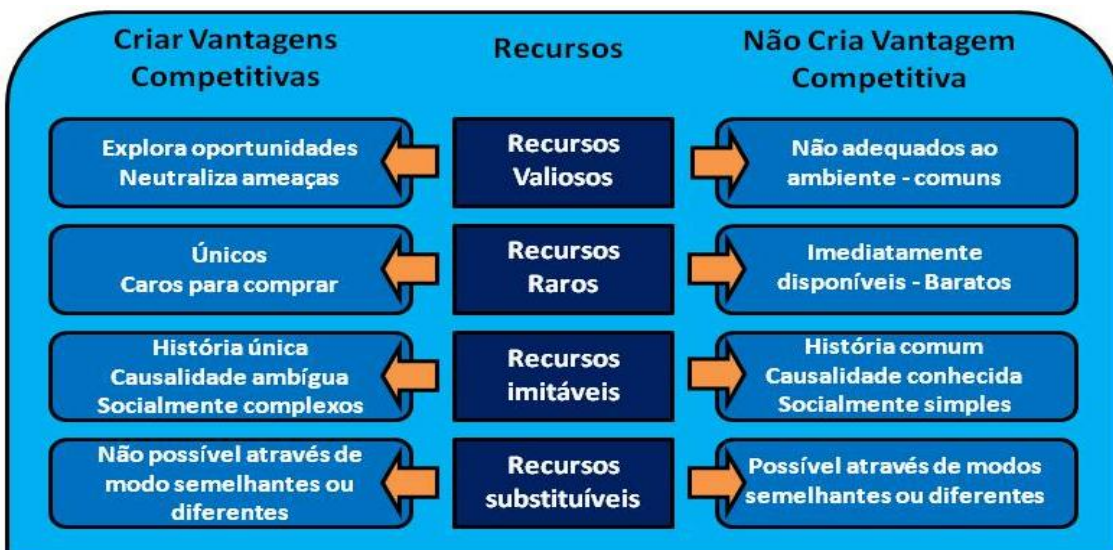 Criar Vantagens
Competitivas
Recursos
Não Cria Vantagem
Competitiva
Explora oportunidades
Neutraliza ameaças
Recursos
Valiosos
Não adequados ao
ambiente - comuns
Únicos
Caros para comprar
Recursos
Raros
Imediatamente
disponíveis - Baratos
História única
Causalidade ambígua
Socialmente complexos
Recursos
imitáveis
História comum
Causalidade conhecida
Socialmente simples
Não possível através de
modo semelhantes ou
diferentes
Recursos
substituíveis
Possível através de modos
semelhantes ou diferentes